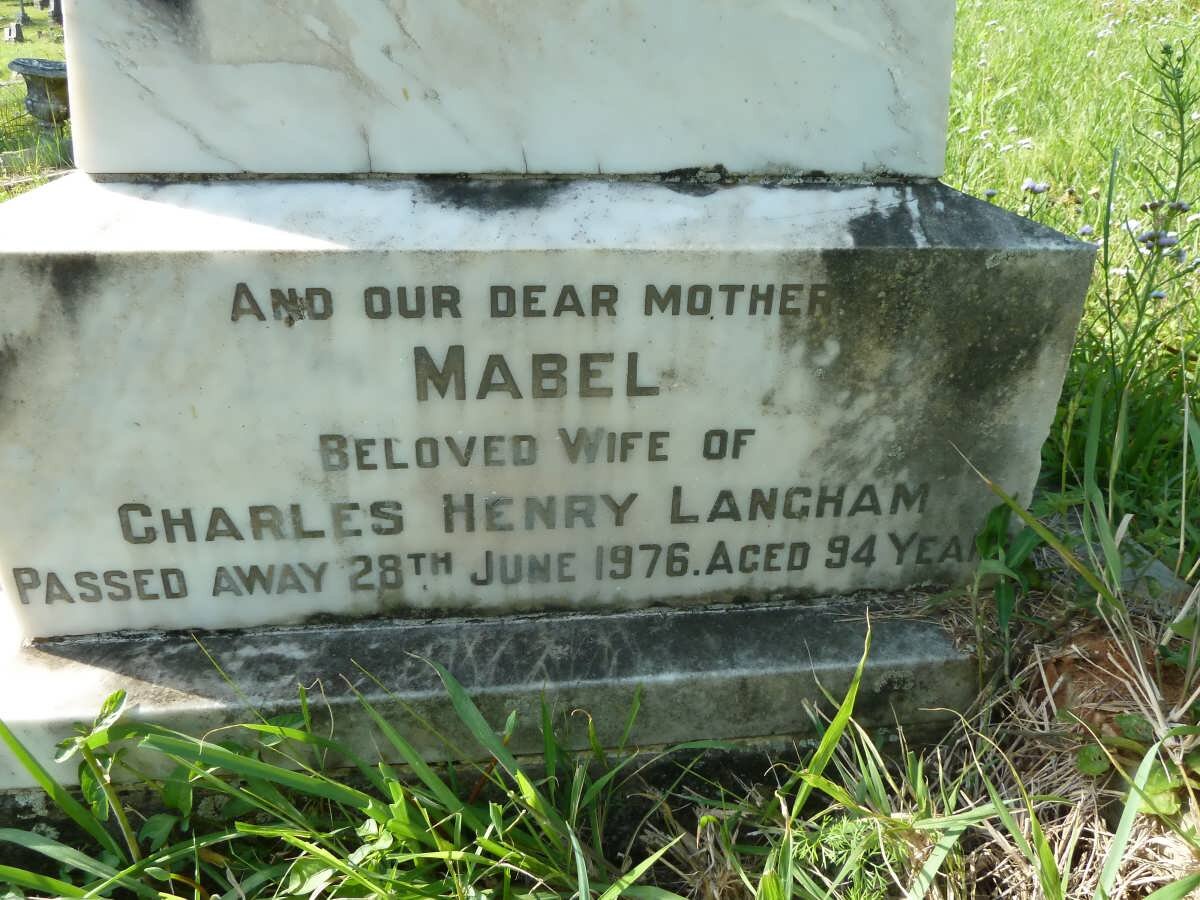 AND OUR DEAR MOTHER
MABEL
BELOVED WIFE OF
CHARLES HENRY LANGHAM
PASSED AWAY 28TH JUNE 1976. AGED 94